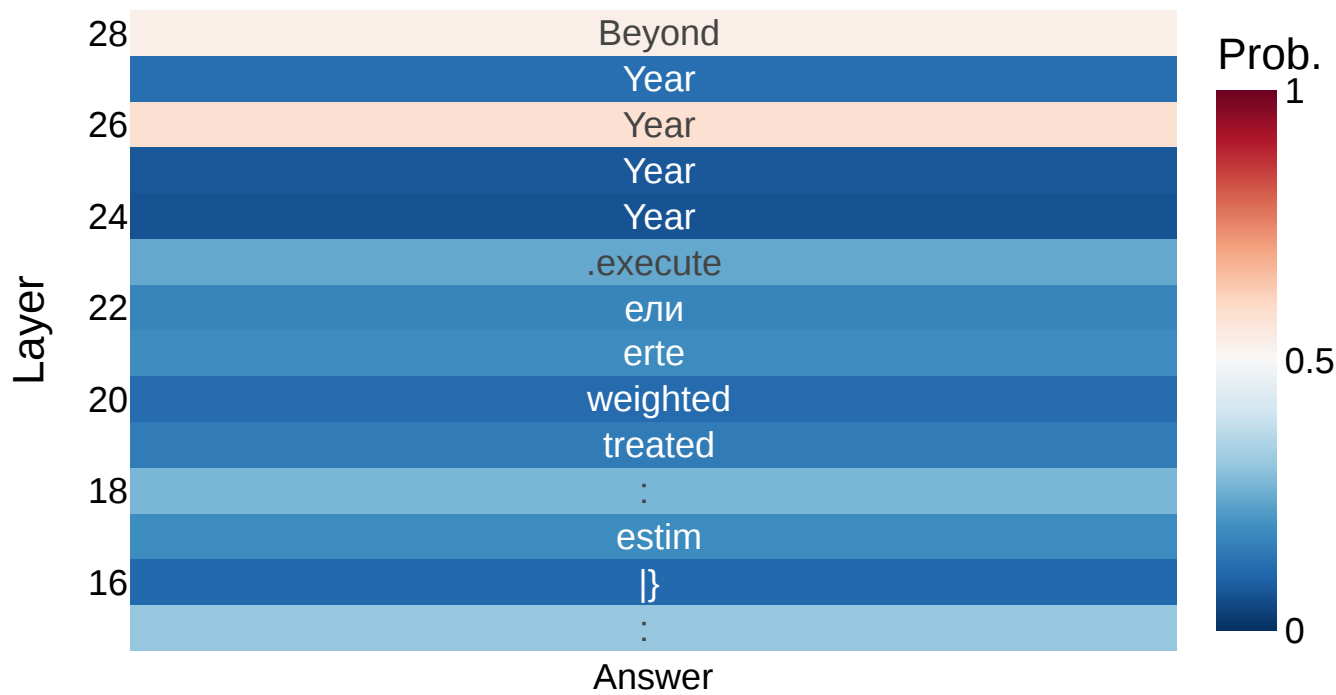 28 Beyond
Year
26 Year
Year
24 Year
.execute
22 ели
erte
20 weighted
treated
18 :
estim
16 |}
:
Answer
Layer
Prob.
1
0.5
0